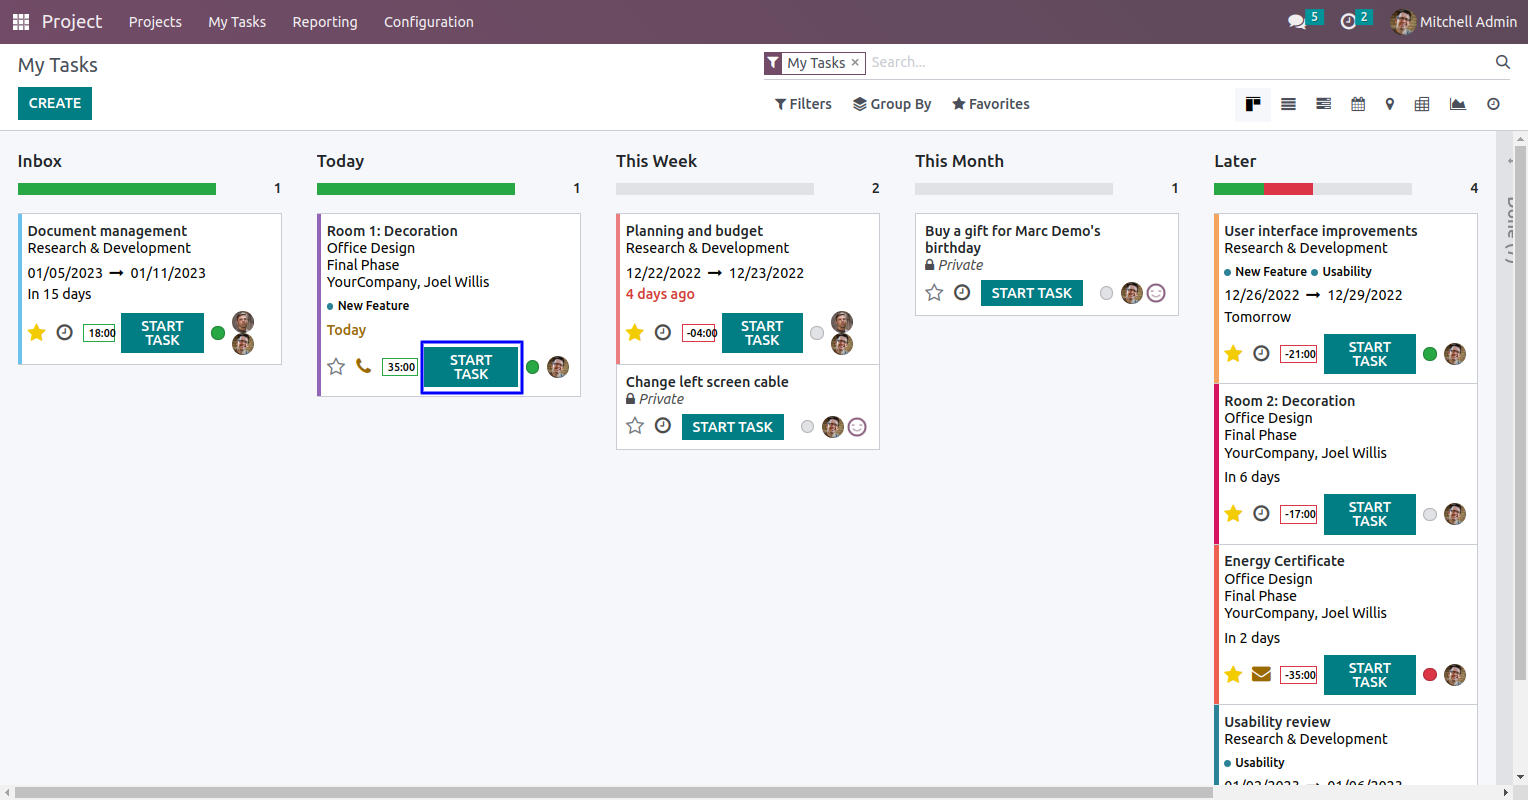 Project Projects My Tasks Reporting Configuration 5 2 Mitchell Admin
My Tasks
My Tasks × Search...
CREATE
Filters Group By Favorites
Inbox
1
Document management
Research & Development
01/05/2023 → 01/11/2023
In 15 days
18:00 START TASK
Today
1
Room 1: Decoration
Office Design
Final Phase
YourCompany, Joel Willis
New Feature
Today
35:00 START TASK
This Week
2
Planning and budget
Research & Development
12/22/2022 → 12/23/2022
4 days ago
-04:00 START TASK
Change left screen cable
Private
START TASK
This Month
1
Buy a gift for Marc Demo's
birthday
Private
START TASK
Later
4
User interface improvements
Research & Development
New Feature Usability
12/26/2022 → 12/29/2022
Tomorrow
-21:00 START TASK
Room 2: Decoration
Office Design
Final Phase
YourCompany, Joel Willis
In 6 days
-17:00 START TASK
Energy Certificate
Office Design
Final Phase
YourCompany, Joel Willis
In 2 days
-35:00 START TASK
Usability review
Research & Development
Usability
01/02/2023 → 01/06/2023